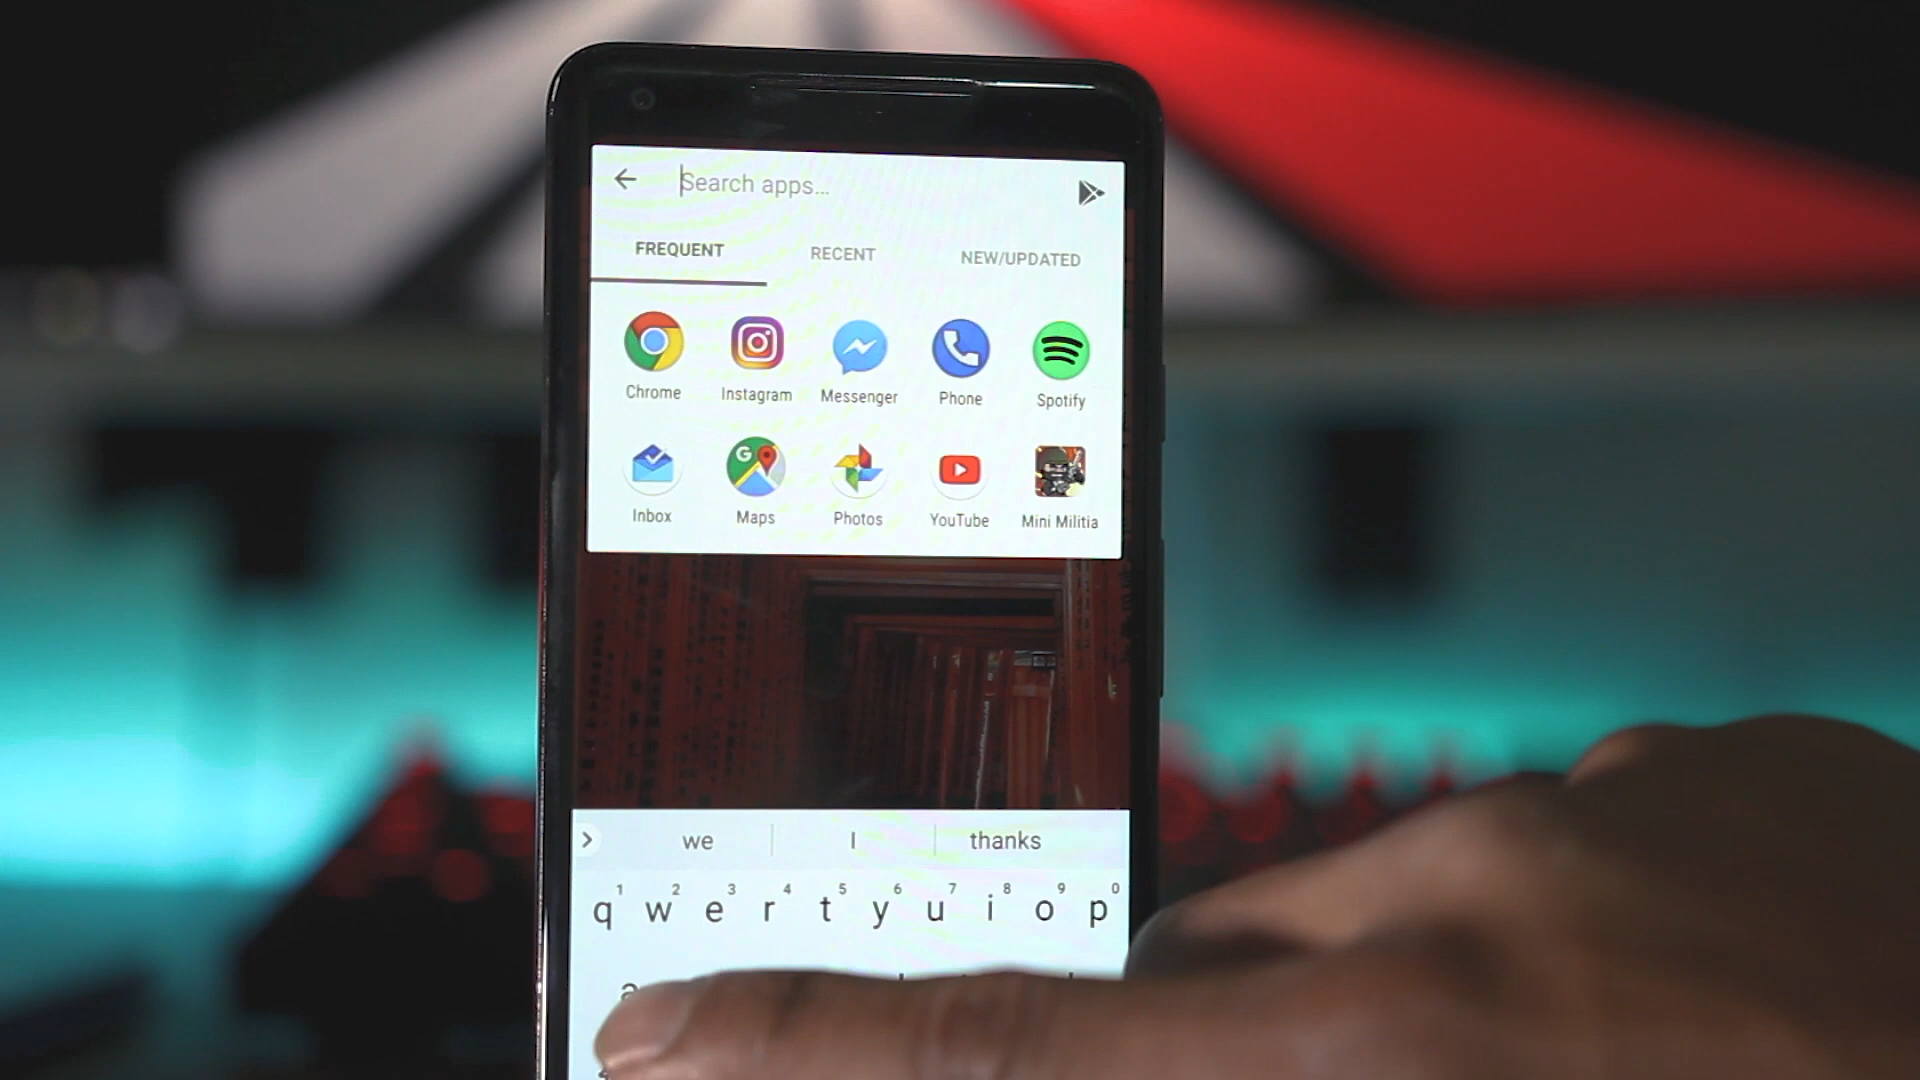 Search apps...
FREQUENT RECENT NEW/UPDATED
Chrome Instagram Messenger Phone Spotify
Inbox Maps Photos YouTube Mini Militia
we I thanks
1 2 3 4 5 6 7 8 9 0
q w e r t y u i o p
a